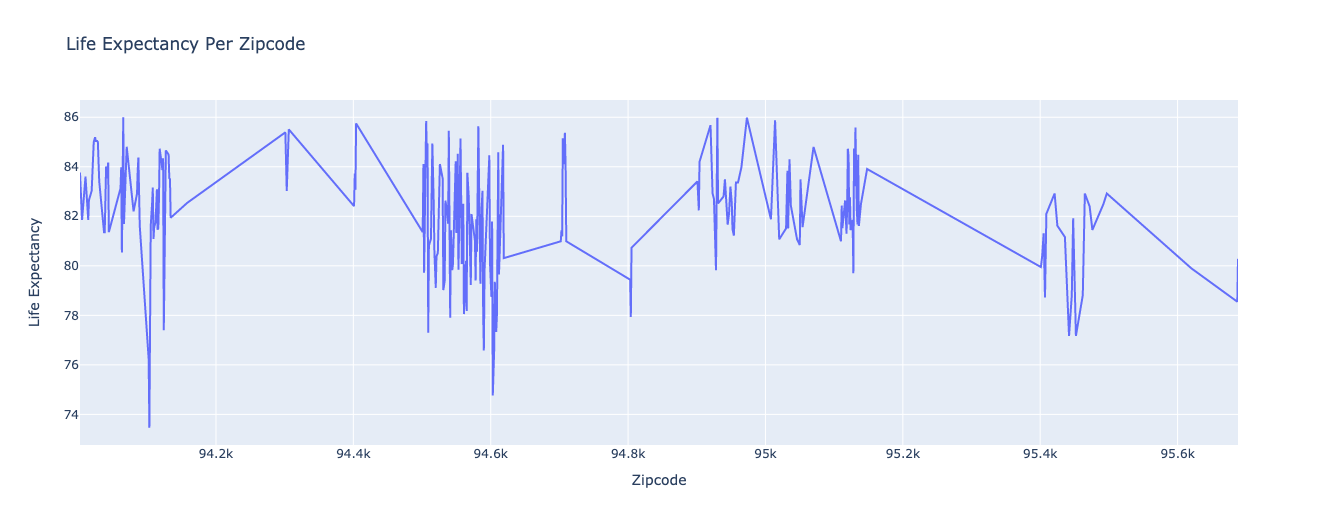 Life Expectancy Per Zipcode
86
84
82
80
78
76
74
Life Expectancy
94.2k 94.4k 94.6k 94.8k 95k 95.2k 95.4k 95.6k
Zipcode